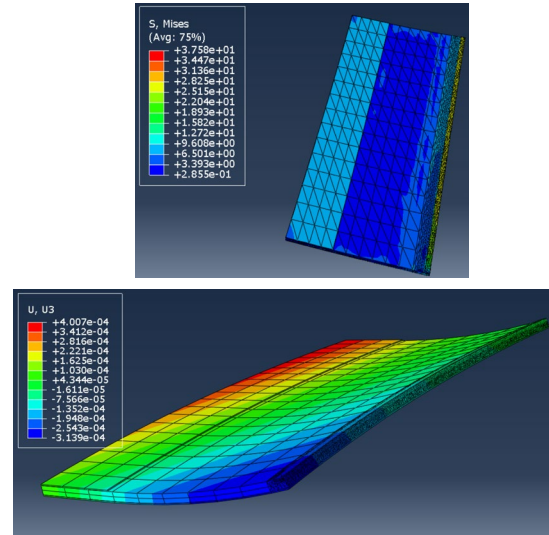 S, Mises
(Avg: 75%)
+3.758e+01
+3.447e+01
+3.136e+01
+2.825e+01
+2.515e+01
+2.204e+01
+1.893e+01
+1.582e+01
+1.272e+01
+9.608e+00
+6.501e+00
+3.393e+00
+2.855e-01
U, U3
+4.007e-04
+3.412e-04
+2.816e-04
+2.221e-04
+1.625e-04
+1.030e-04
+4.344e-05
-1.611e-05
-7.566e-05
-1.352e-04
-1.948e-04
-2.543e-04
-3.139e-04